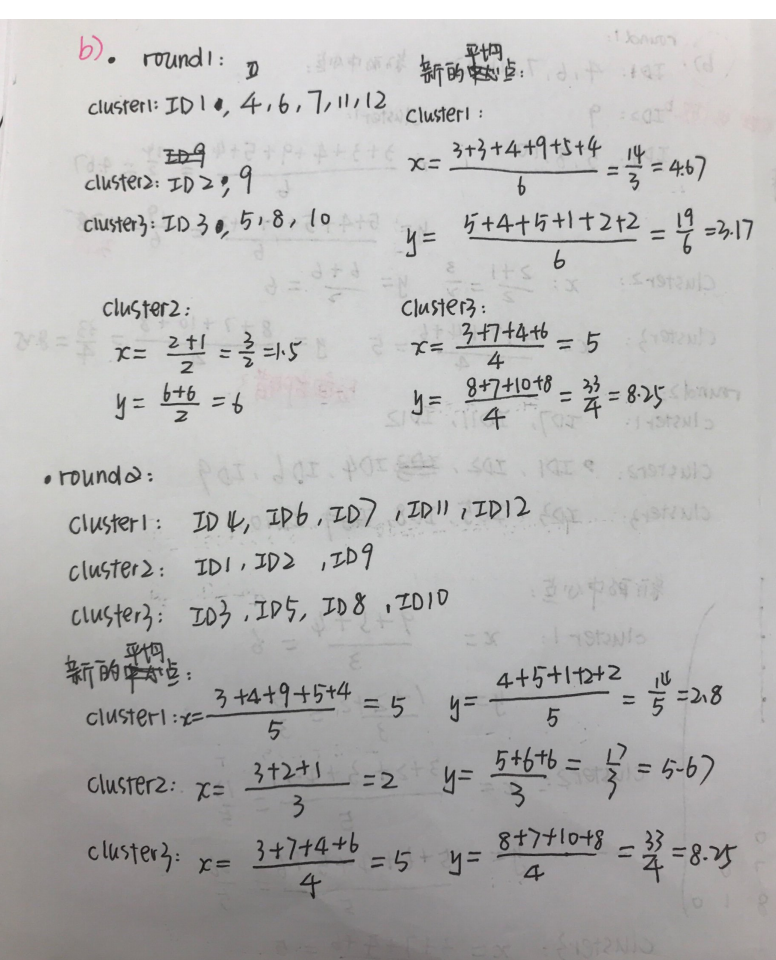 b). • round1:
新的平均点:
cluster1: ID1, 4, 6, 7, 11, 12
cluster1:
x= (3+3+4+9+5+4)/6 = 14/3 = 4.67
cluster2: ID2, 9
cluster3: ID3, 5, 8, 10
y= (5+4+5+1+2+2)/6 = 19/6 = 3.17
cluster2:
x= (2+1)/2 = 3/2 = 1.5
y= (6+6)/2 = 6
cluster3:
x= (3+7+4+6)/4 = 5
y= (8+7+10+8)/4 = 33/4 = 8.25
• round2:
cluster1: ID4, ID6, ID7, ID11, ID12
cluster2: ID1, ID2, ID9
cluster3: ID3, ID5, ID8, ID10
新的平均点:
cluster1: x= (3+4+9+5+4)/5 = 5 y= (4+5+1+2+2)/5 = 14/5 = 2.8
cluster2: x= (3+2+1)/3 = 2 y= (5+6+6)/3 = 17/3 = 5.67
cluster3: x= (3+7+4+6)/4 = 5 y= (8+7+10+8)/4 = 33/4 = 8.25